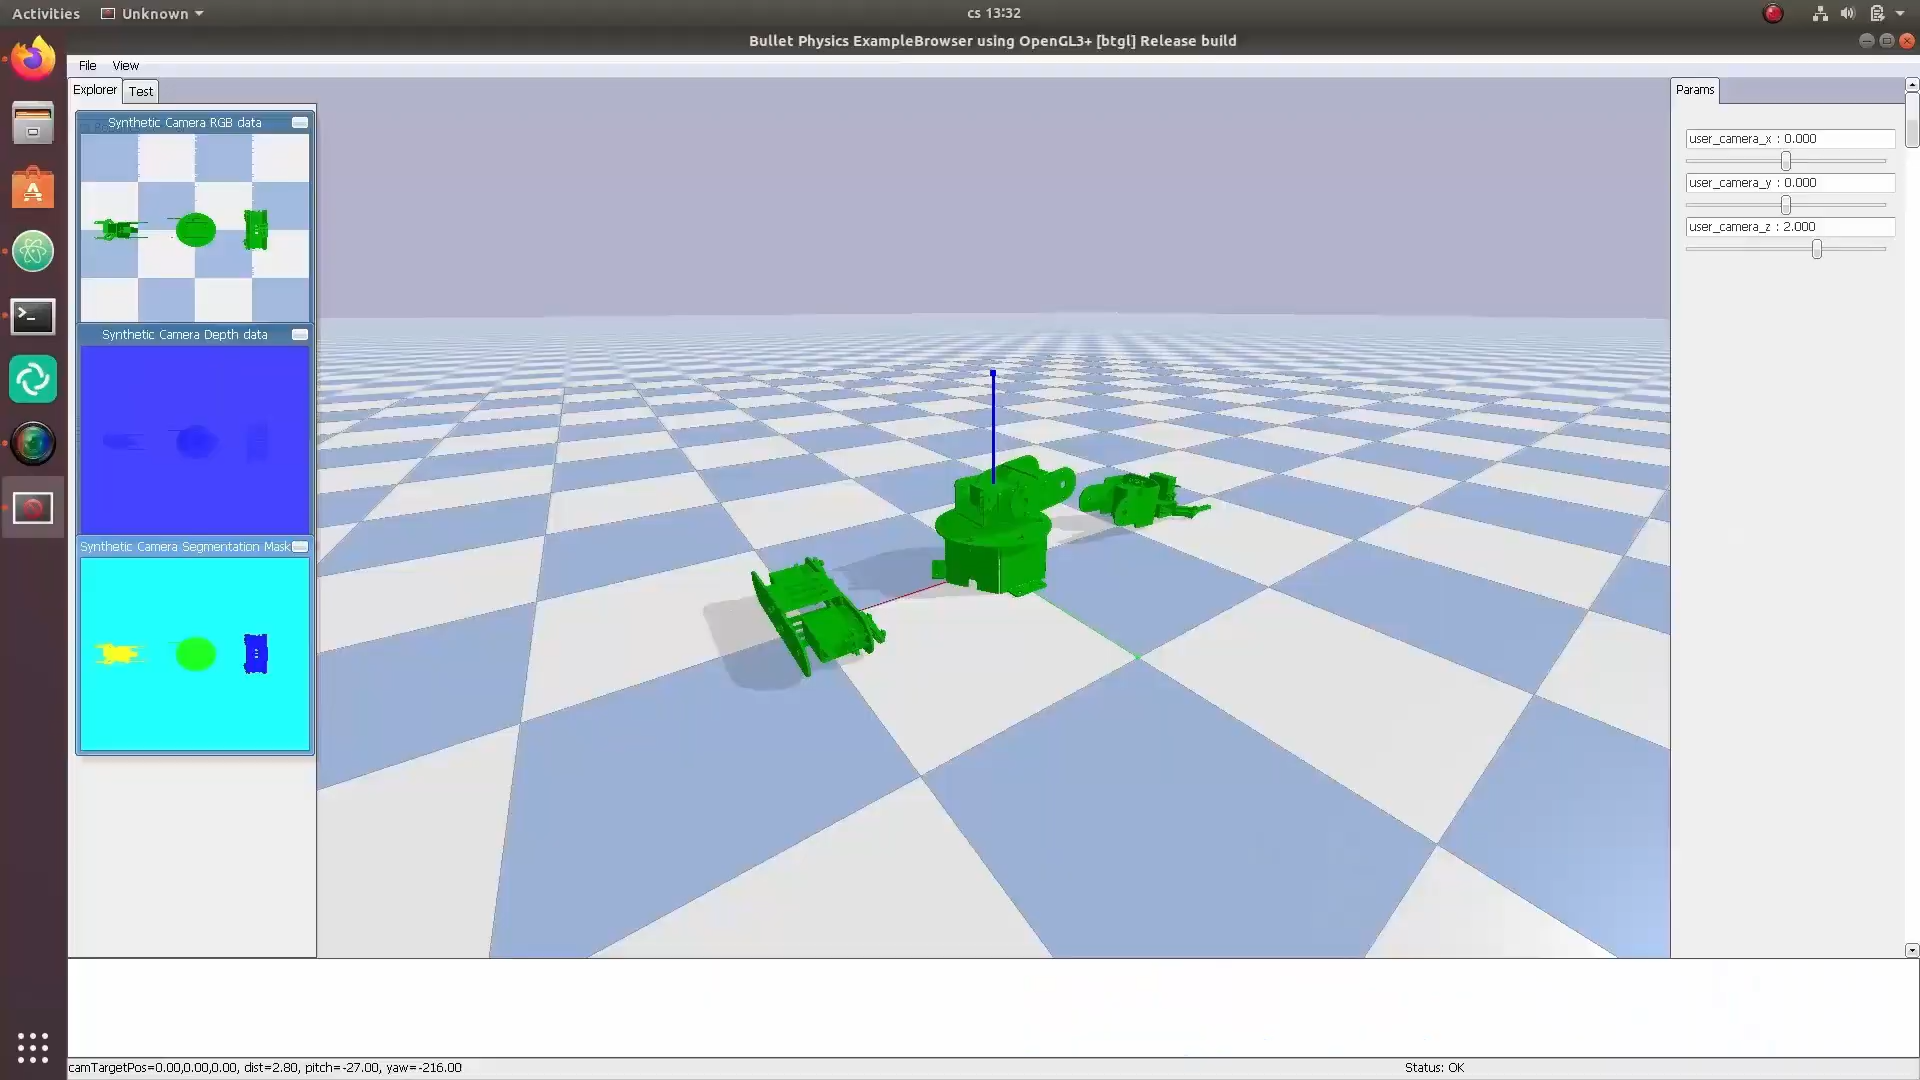 Activities Unknown cs 13:32
Bullet Physics ExampleBrowser using OpenGL3+ [btgl] Release build
File View
Explorer Test
Synthetic Camera RGB data
Synthetic Camera Depth data
Synthetic Camera Segmentation Mask
Params
user_camera_x : 0.000
user_camera_y : 0.000
user_camera_z : 2.000
camTargetPos=0.00,0.00,0.00, dist=2.80, pitch=-27.00, yaw=-216.00 Status: OK